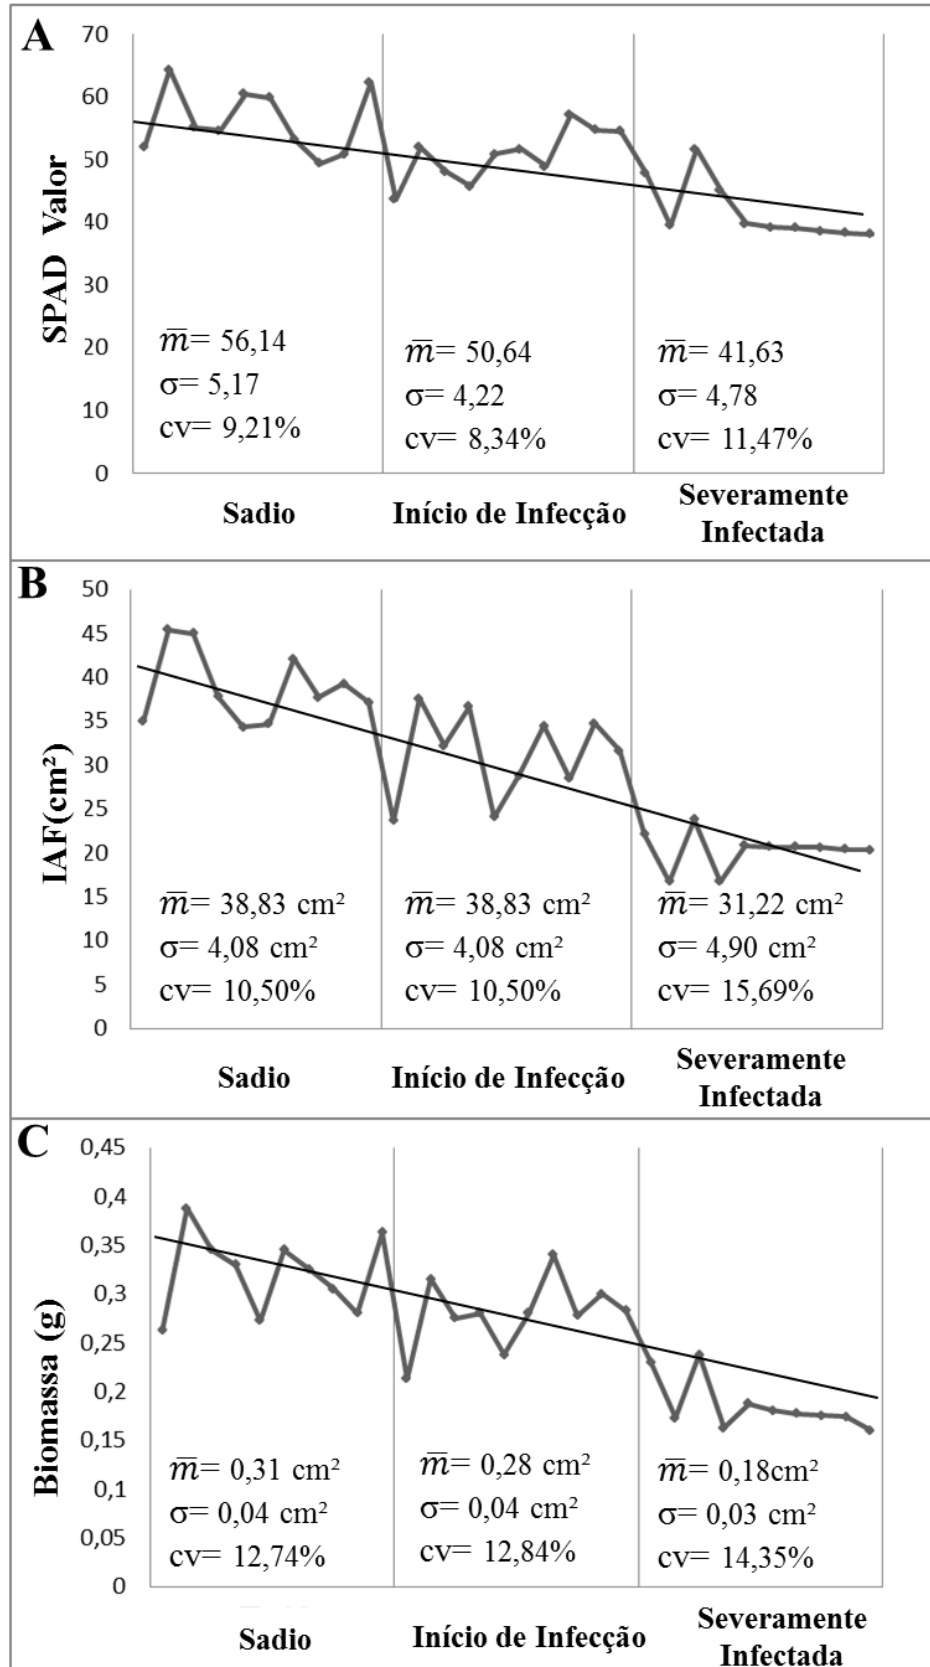 A
70
60
50
40
30
20
10
0
SPAD Valor
m̅= 56,14
σ= 5,17
cv= 9,21%
m̅= 50,64
σ= 4,22
cv= 8,34%
m̅= 41,63
σ= 4,78
cv= 11,47%
Sadio
Início de Infecção
Severamente
Infectada
B
50
45
40
35
30
25
20
15
10
5
0
IAF(cm²)
m̅= 38,83 cm²
σ= 4,08 cm²
cv= 10,50%
m̅= 38,83 cm²
σ= 4,08 cm²
cv= 10,50%
m̅= 31,22 cm²
σ= 4,90 cm²
cv= 15,69%
Sadio
Início de Infecção
Severamente
Infectada
C
0,45
0,4
0,35
0,3
0,25
0,2
0,15
0,1
0,05
0
Biomassa (g)
m̅= 0,31 cm²
σ= 0,04 cm²
cv= 12,74%
m̅= 0,28 cm²
σ= 0,04 cm²
cv= 12,84%
m̅= 0,18cm²
σ= 0,03 cm²
cv= 14,35%
Sadio
Início de Infecção
Severamente
Infectada